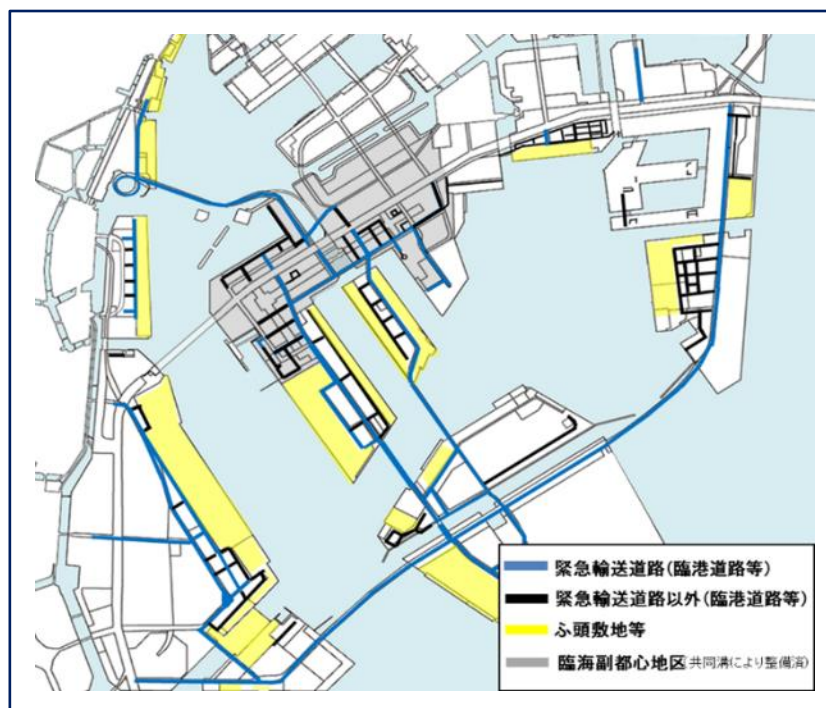 緊急輸送道路(臨港道路等)
緊急輸送道路以外(臨港道路等)
ふ頭敷地等
臨海副都心地区(共同溝により整備済)